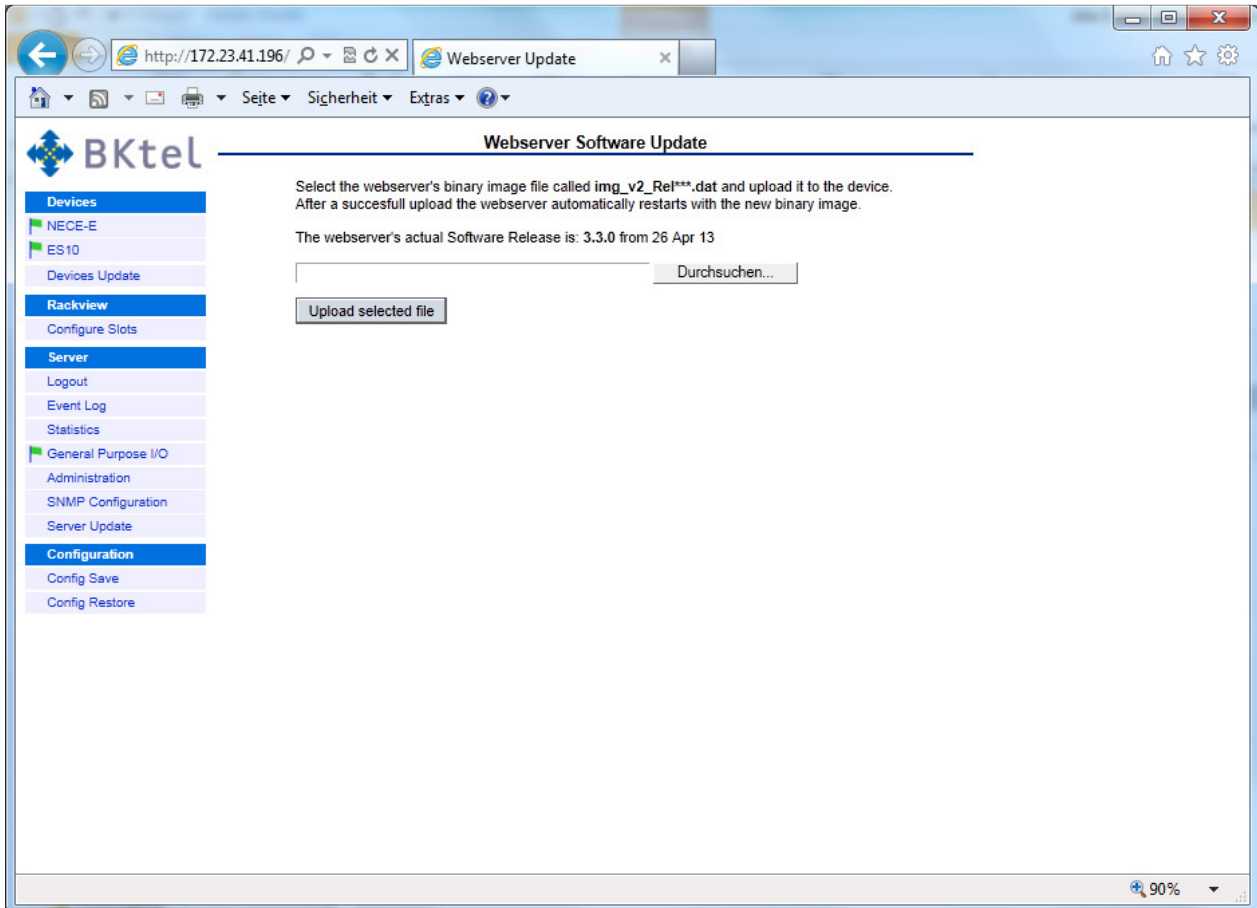 http://172.23.41.196/
Webserver Update
Seite Sicherheit Extras
BKtel
Webserver Software Update
Select the webserver's binary image file called img_v2_Rel***.dat and upload it to the device.
After a succesfull upload the webserver automatically restarts with the new binary image.
The webserver's actual Software Release is: 3.3.0 from 26 Apr 13
Durchsuchen...
Upload selected file
Devices
NECE-E
ES10
Devices Update
Rackview
Configure Slots
Server
Logout
Event Log
Statistics
General Purpose I/O
Administration
SNMP Configuration
Server Update
Configuration
Config Save
Config Restore
90%